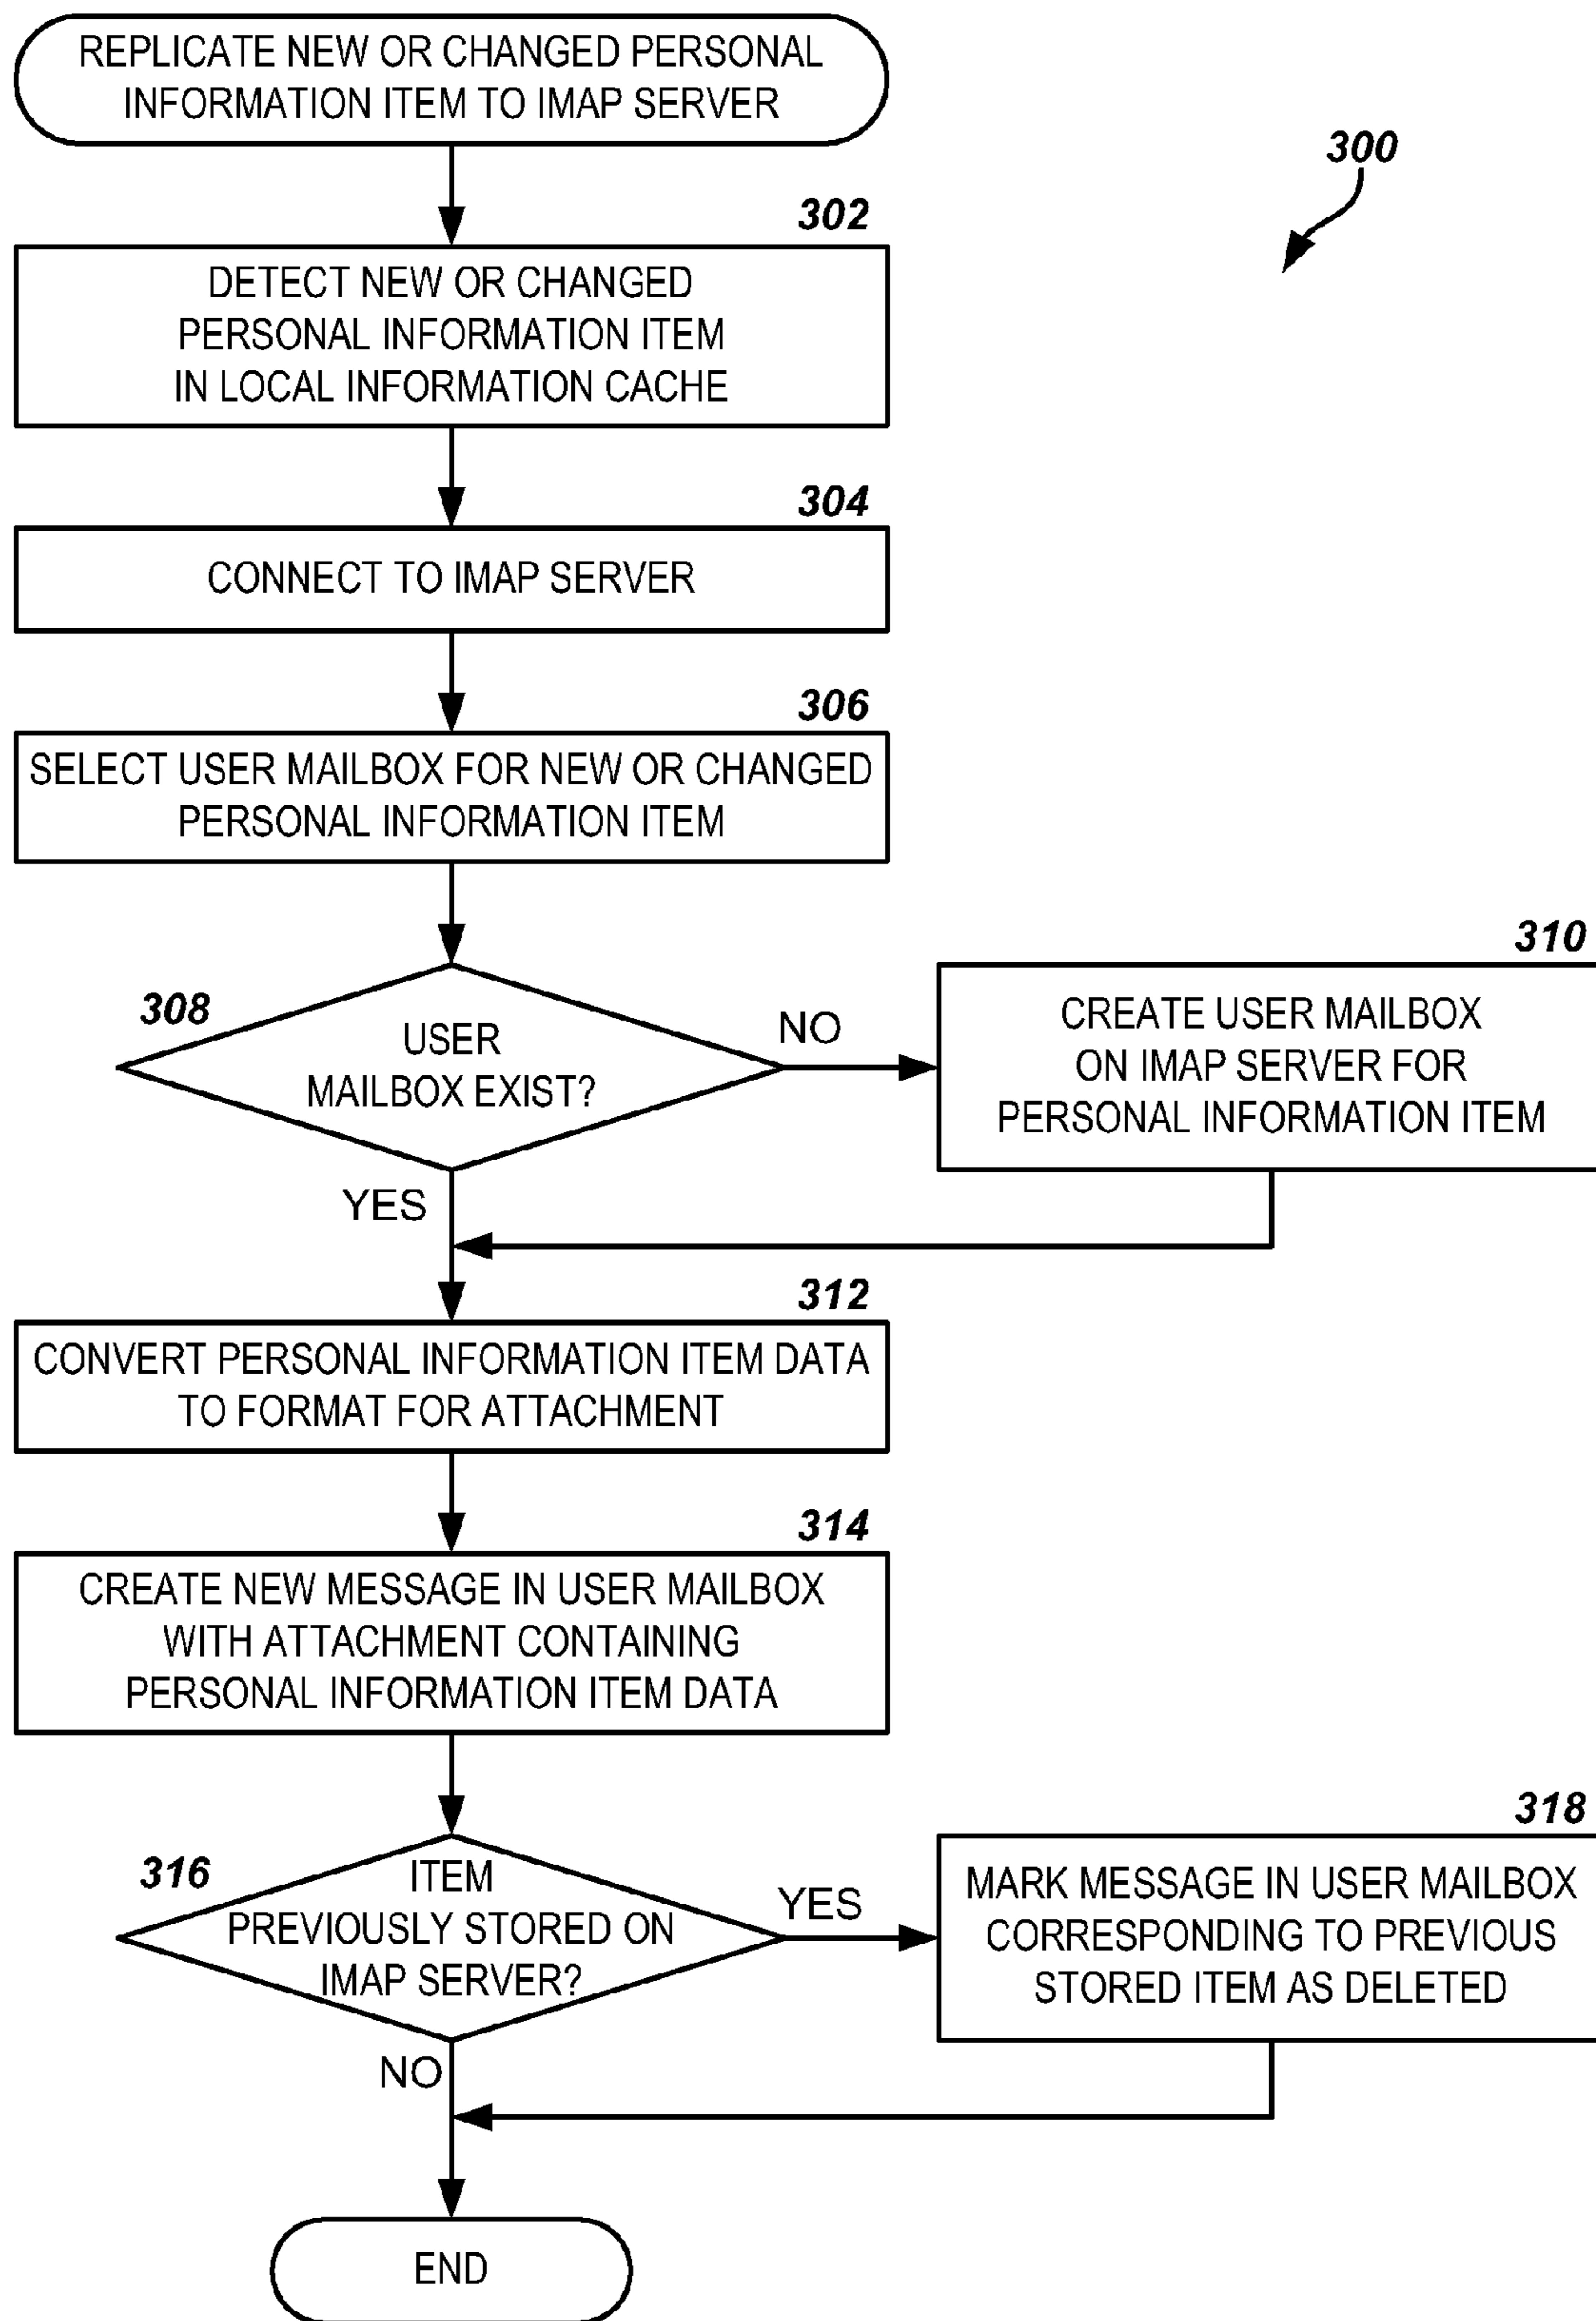 REPLICATE NEW OR CHANGED PERSONAL
INFORMATION ITEM TO IMAP SERVER
300
302
DETECT NEW OR CHANGED
PERSONAL INFORMATION ITEM
IN LOCAL INFORMATION CACHE
304
CONNECT TO IMAP SERVER
306
SELECT USER MAILBOX FOR NEW OR CHANGED
PERSONAL INFORMATION ITEM
308
USER
MAILBOX EXIST?
NO
310
CREATE USER MAILBOX
ON IMAP SERVER FOR
PERSONAL INFORMATION ITEM
YES
312
CONVERT PERSONAL INFORMATION ITEM DATA
TO FORMAT FOR ATTACHMENT
314
CREATE NEW MESSAGE IN USER MAILBOX
WITH ATTACHMENT CONTAINING
PERSONAL INFORMATION ITEM DATA
316
ITEM
PREVIOUSLY STORED ON
IMAP SERVER?
YES
318
MARK MESSAGE IN USER MAILBOX
CORRESPONDING TO PREVIOUS
STORED ITEM AS DELETED
NO
END